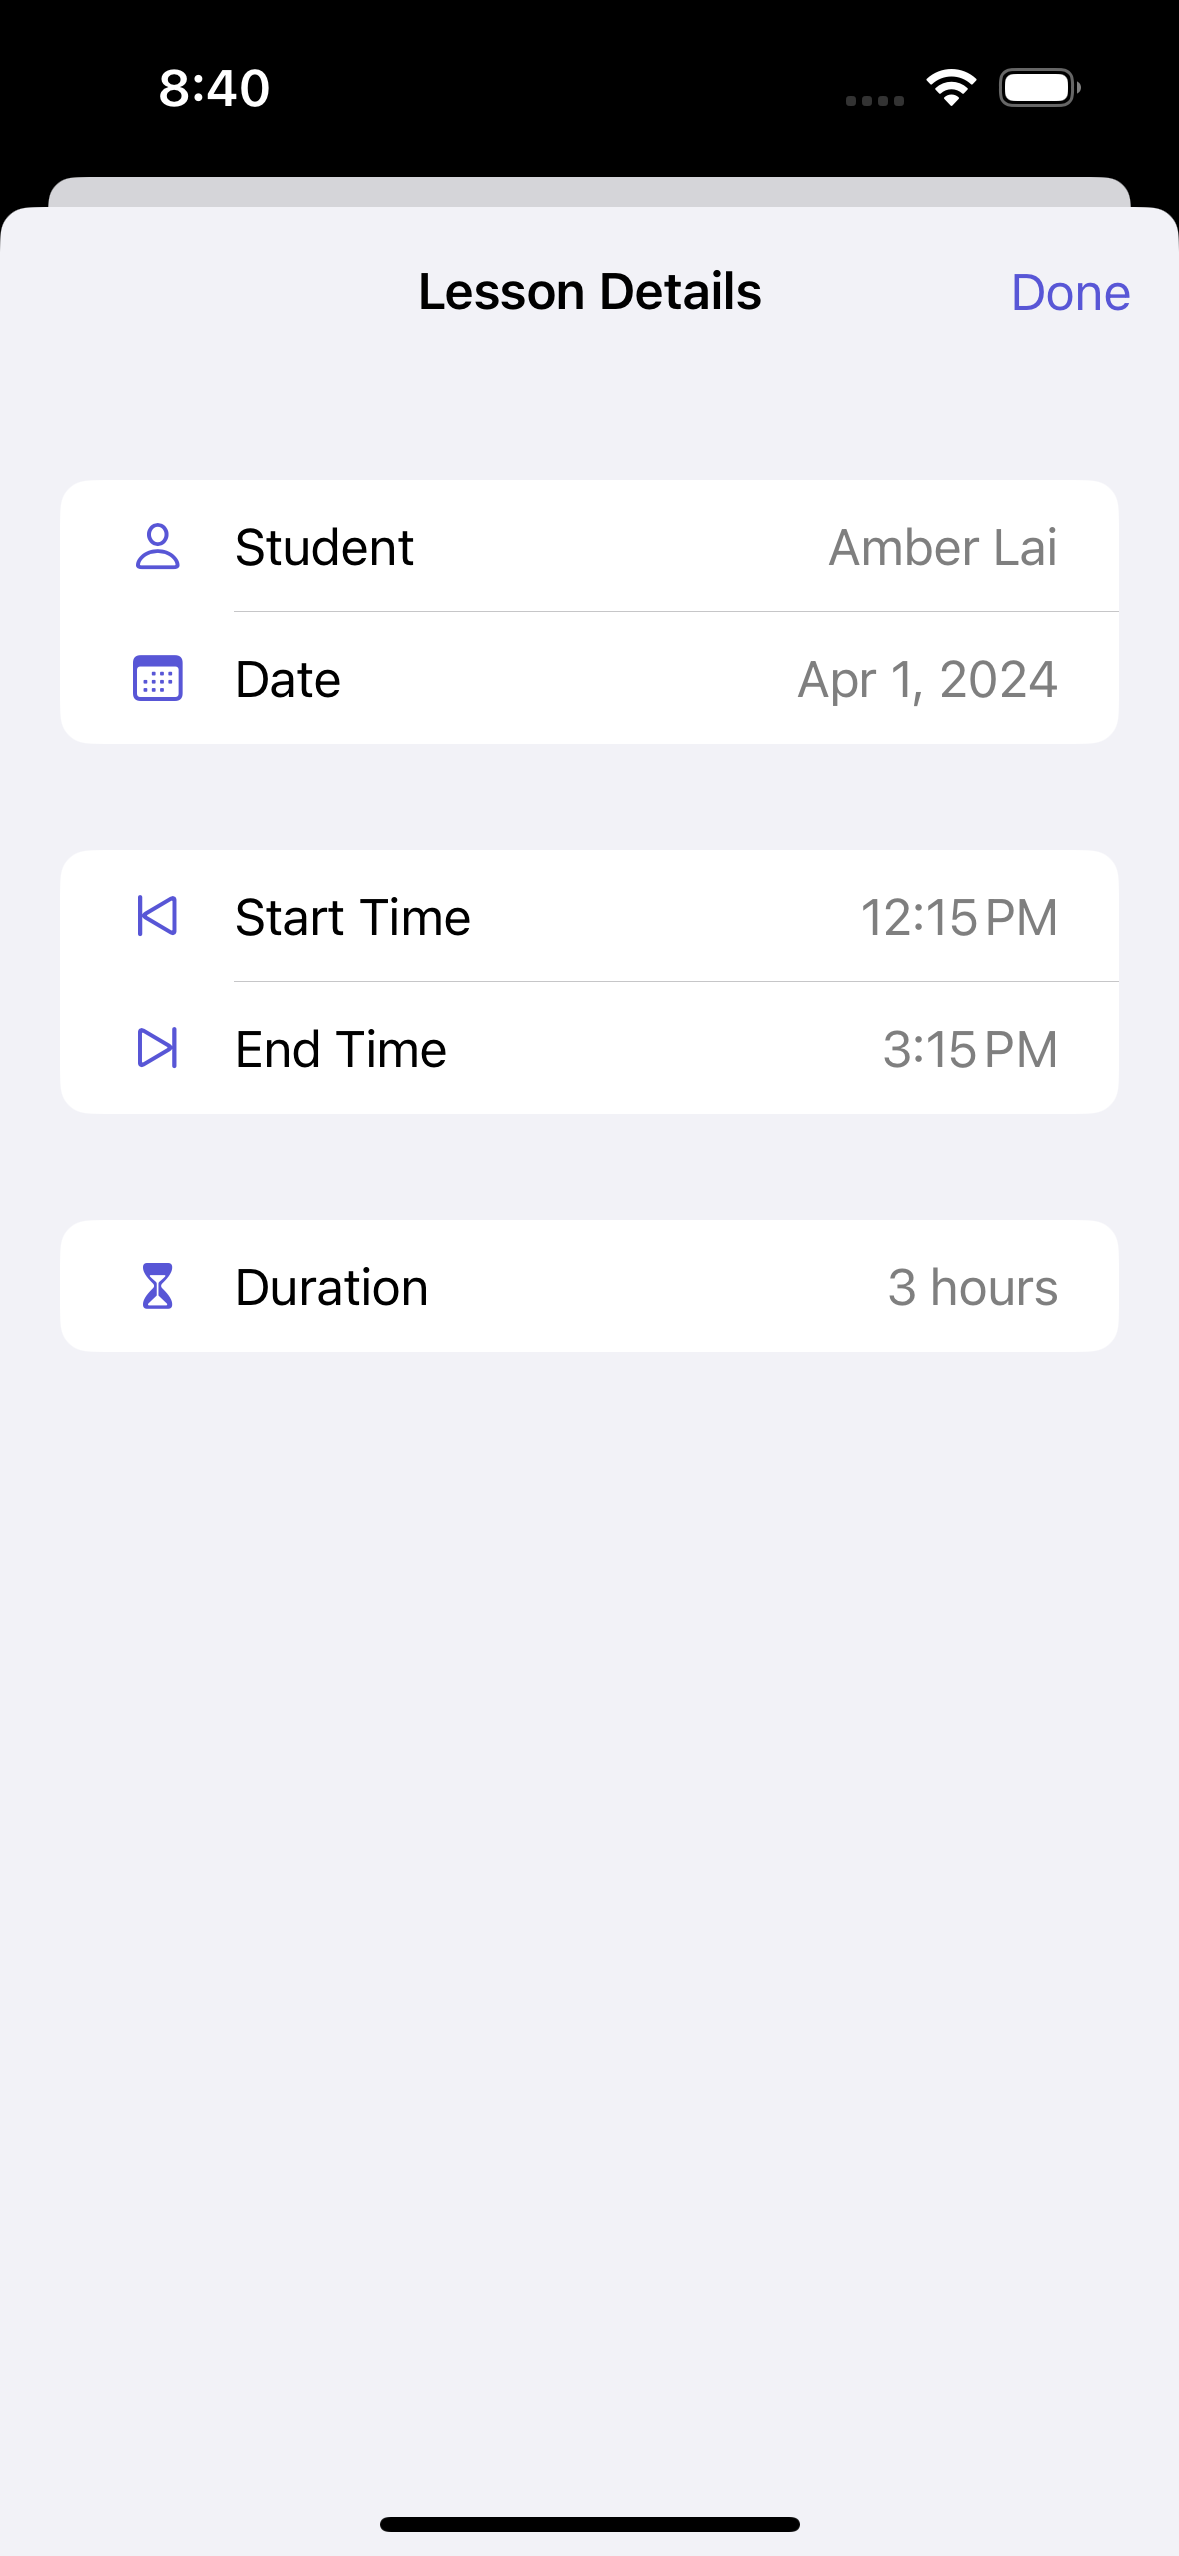 8:40
Lesson Details
Done
Student
Amber Lai
Date
Apr 1, 2024
Start Time
12:15 PM
End Time
3:15 PM
Duration
3 hours